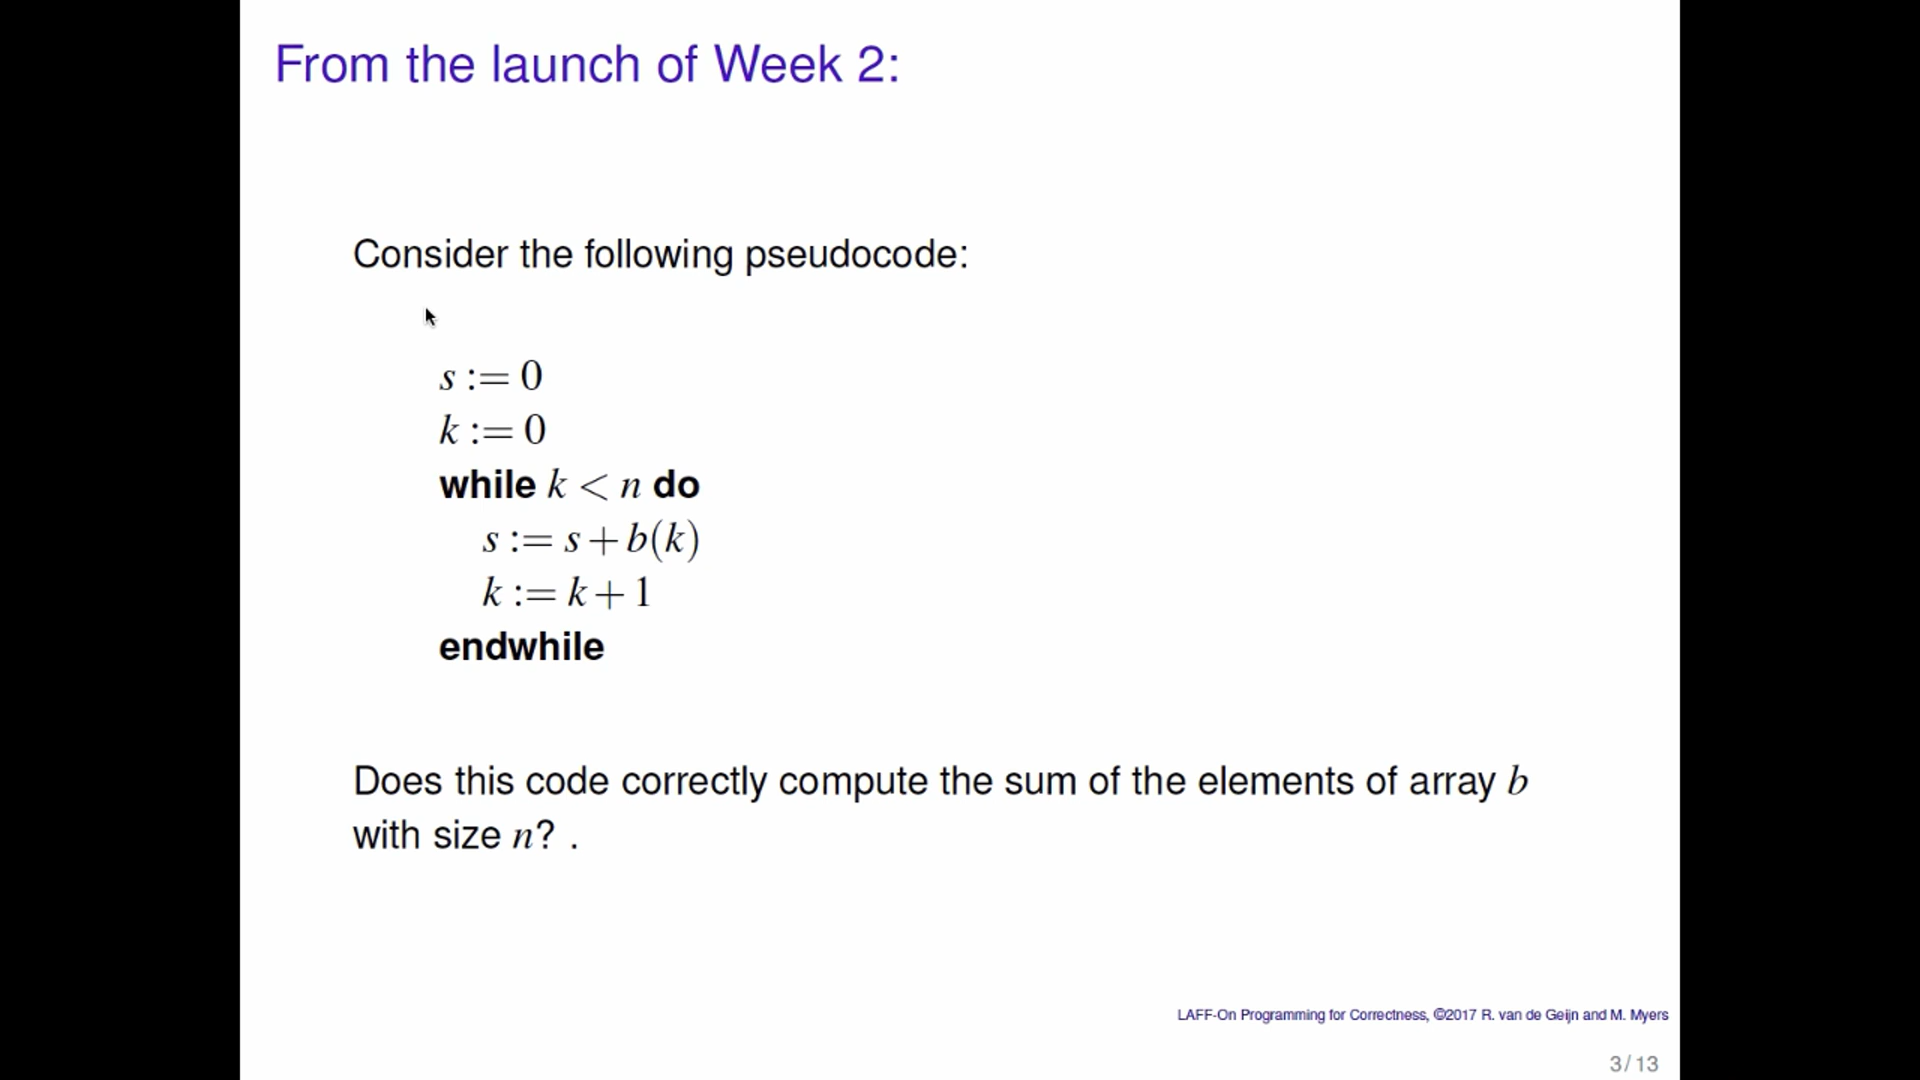 From the launch of Week 2:
Consider the following pseudocode:
s := 0
k := 0
while k < n do
s := s + b(k)
k := k + 1
endwhile
Does this code correctly compute the sum of the elements of array b
with size n? .
LAFF-On Programming for Correctness, ©2017 R. van de Geijn and M. Myers
3 / 13